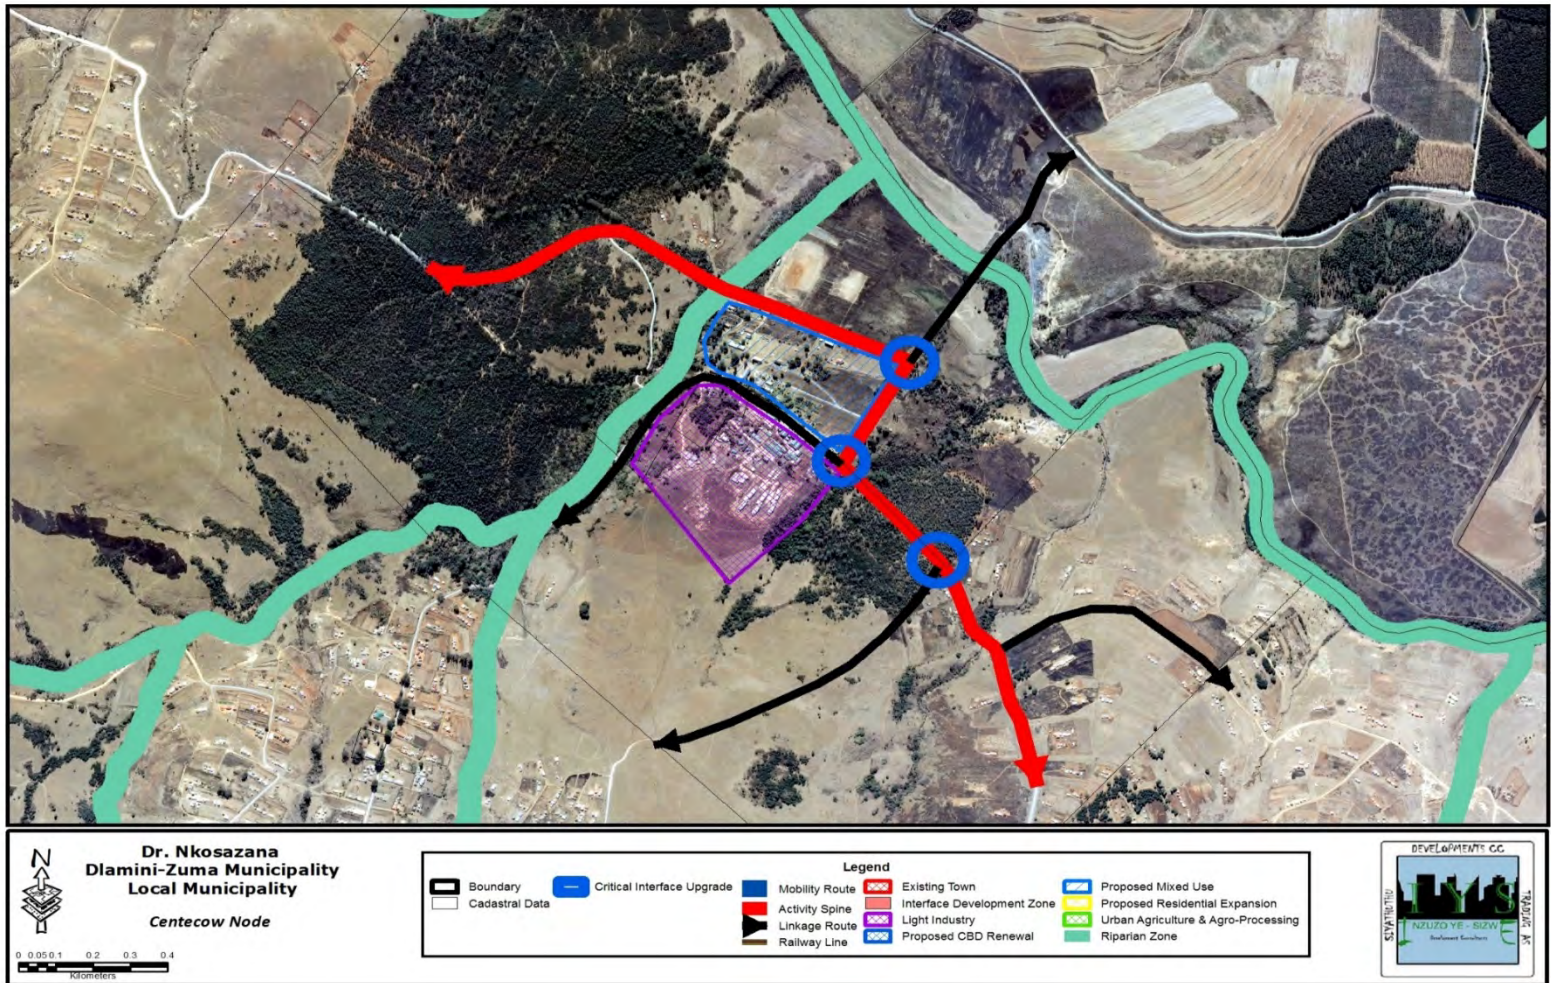 N
Dr. Nkosazana
Dlamini-Zuma Municipality
Local Municipality
Centecow Node
0 0.05 0.1 0.2 0.3 0.4
Kilometers
Legend
Boundary
Cadastral Data
Critical Interface Upgrade
Mobility Route
Activity Spine
Linkage Route
Railway Line
Existing Town
Interface Development Zone
Light Industry
Proposed CBD Renewal
Proposed Mixed Use
Proposed Residential Expansion
Urban Agriculture & Agro-Processing
Riparian Zone
DEVELOPMENTS CC
SIYATHUTHU
TRADING AS
I Y S
NZUZO YE - SIZWE